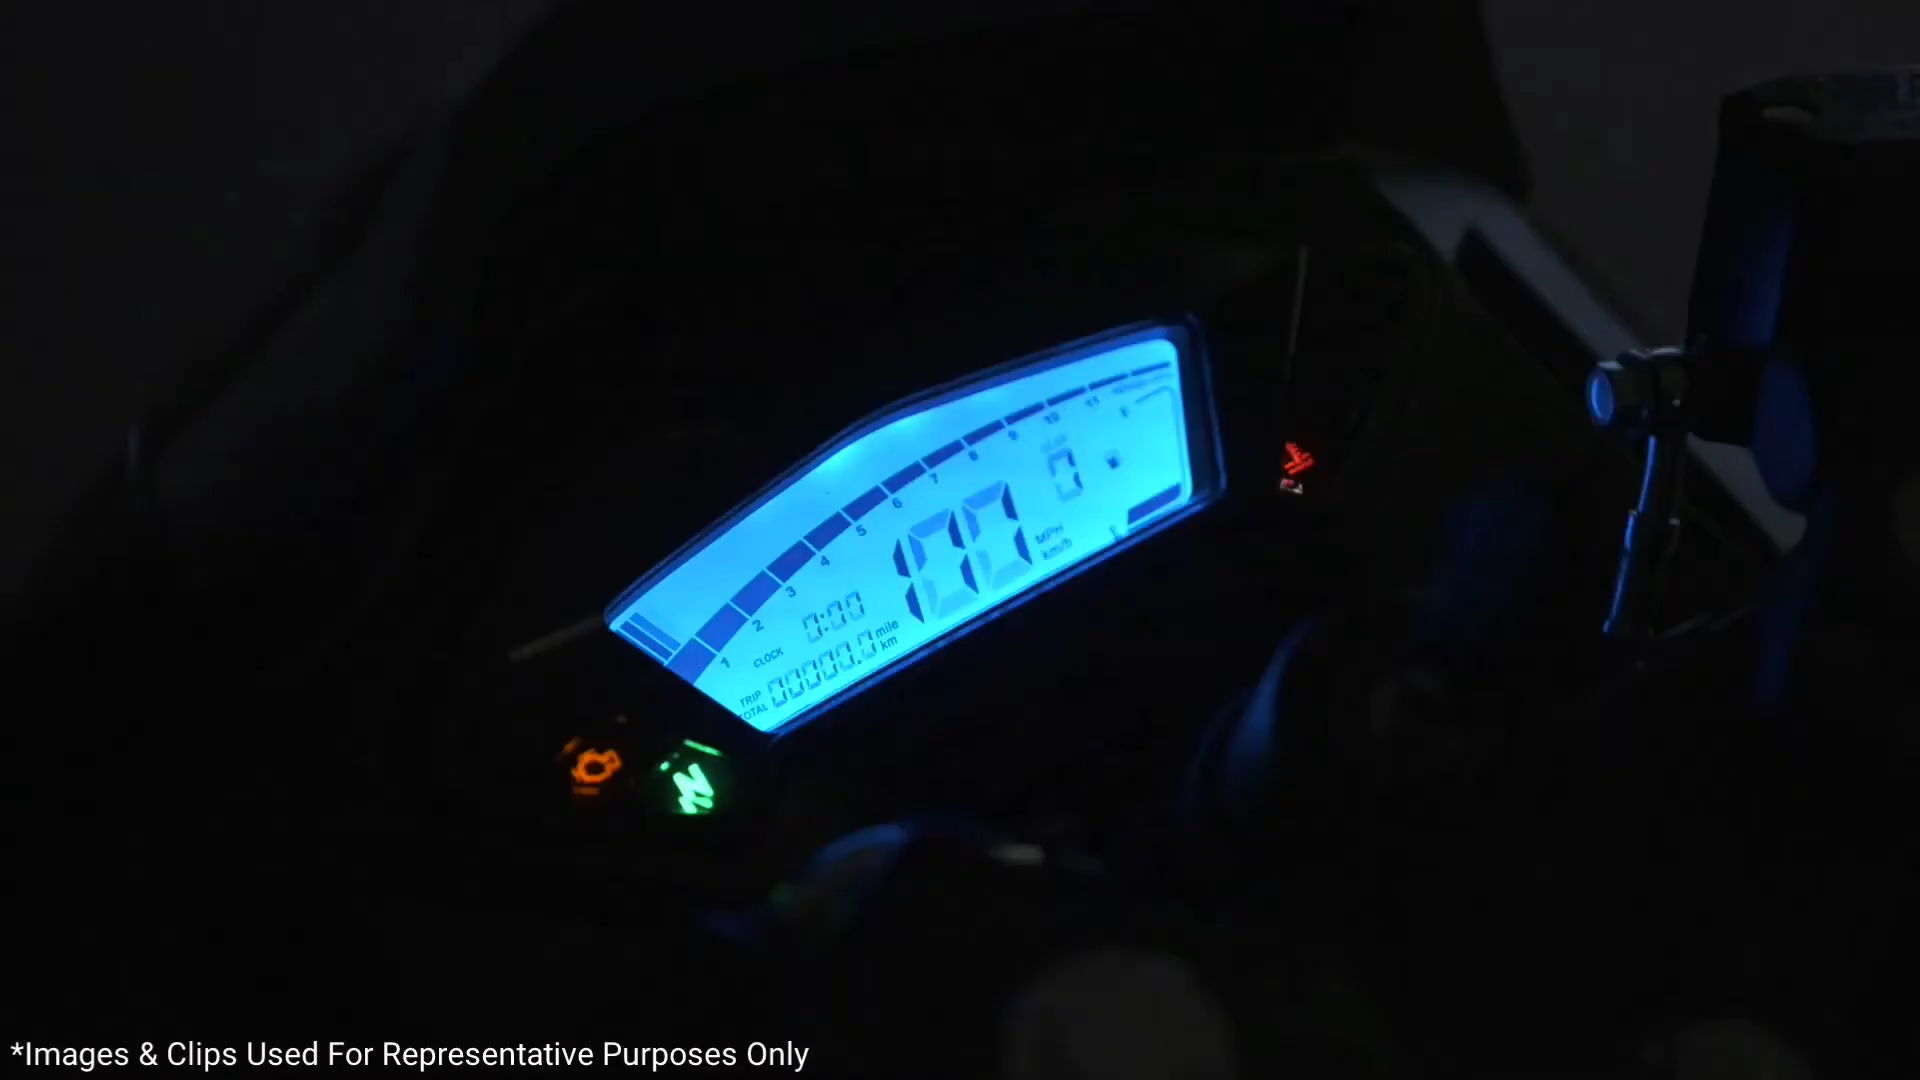 1
2
3
4
5
6
7
8
9
10
11
0
MPH
km/h
CLOCK
0:00
TRIP
TOTAL
00000.0
mile
km
N
*Images & Clips Used For Representative Purposes Only